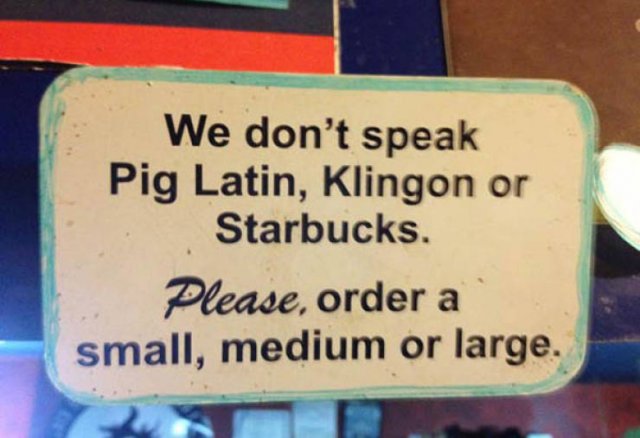 We don't speak
Pig Latin, Klingon or
Starbucks.
Please, order a
small, medium or large.